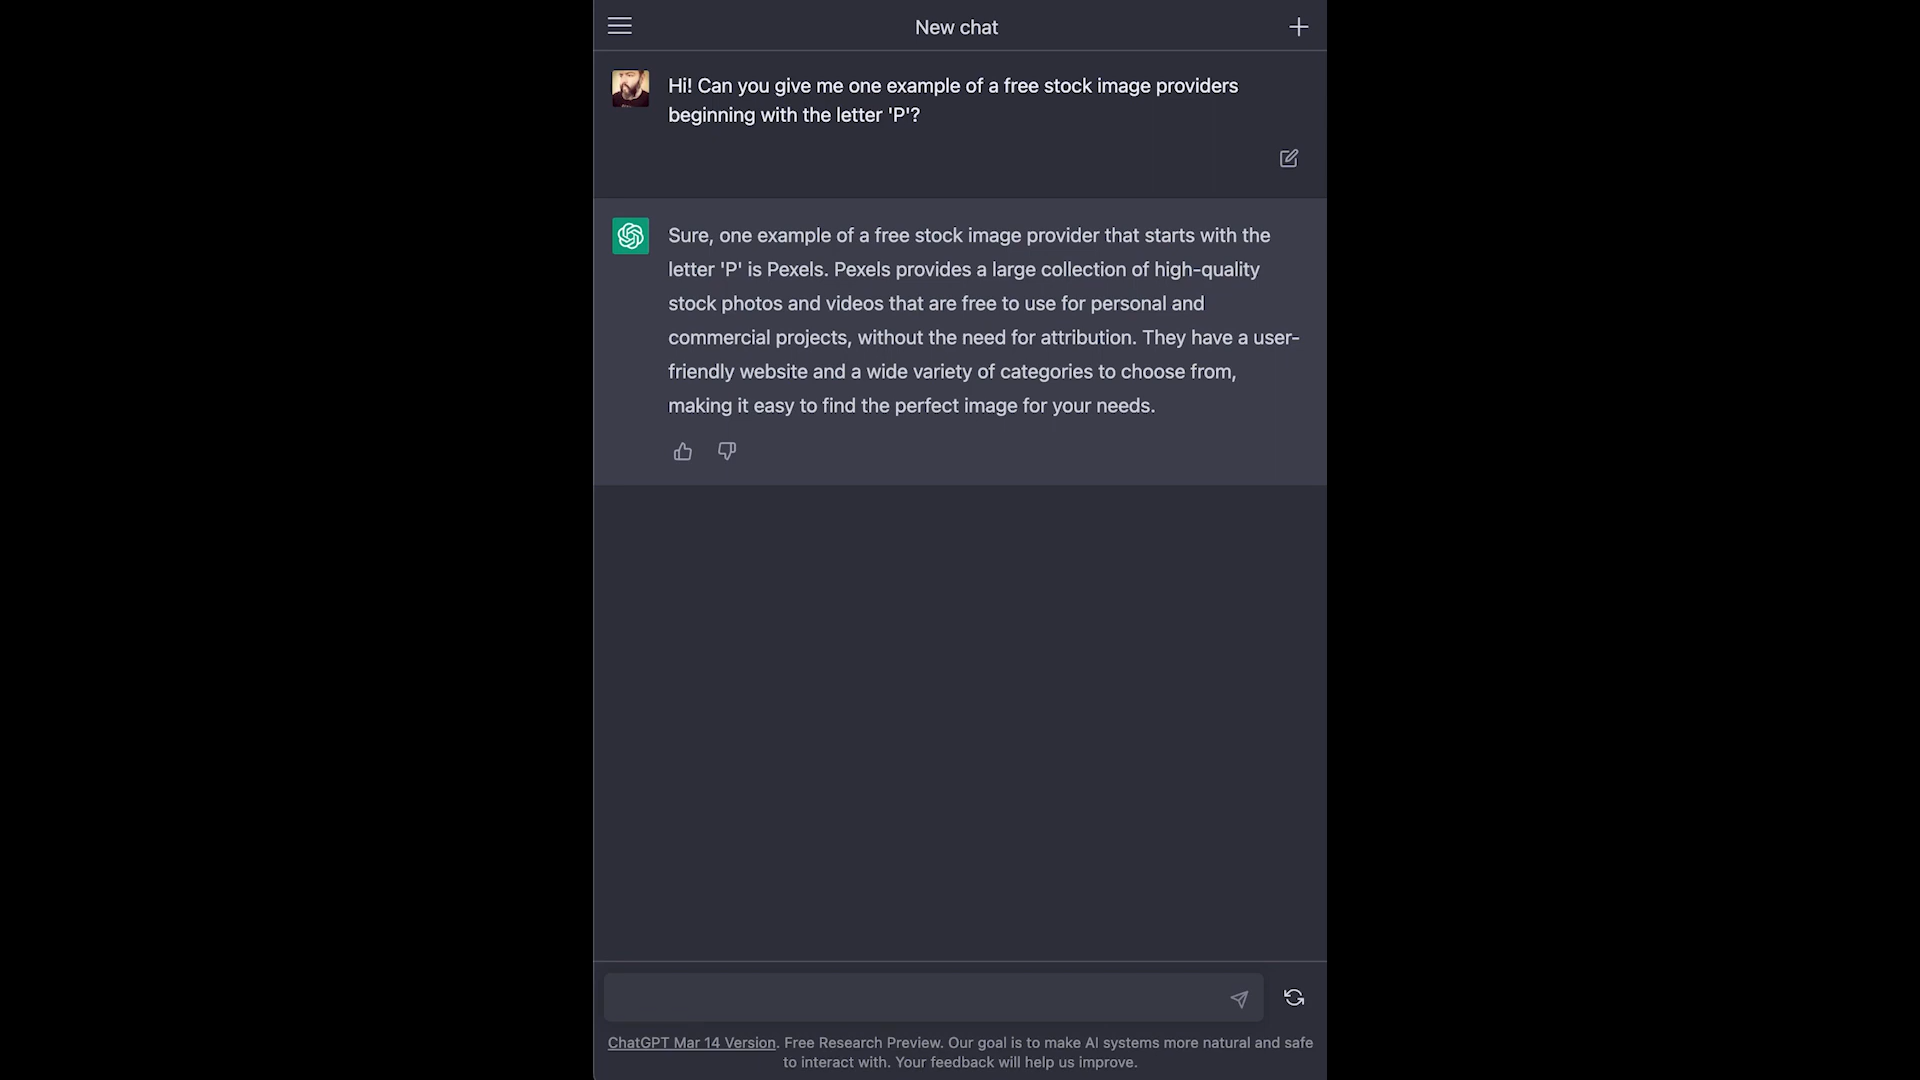 New chat
Hi! Can you give me one example of a free stock image providers
beginning with the letter 'P'?
Sure, one example of a free stock image provider that starts with the
letter 'P' is Pexels. Pexels provides a large collection of high-quality
stock photos and videos that are free to use for personal and
commercial projects, without the need for attribution. They have a user-
friendly website and a wide variety of categories to choose from,
making it easy to find the perfect image for your needs.
ChatGPT Mar 14 Version. Free Research Preview. Our goal is to make AI systems more natural and safe
to interact with. Your feedback will help us improve.